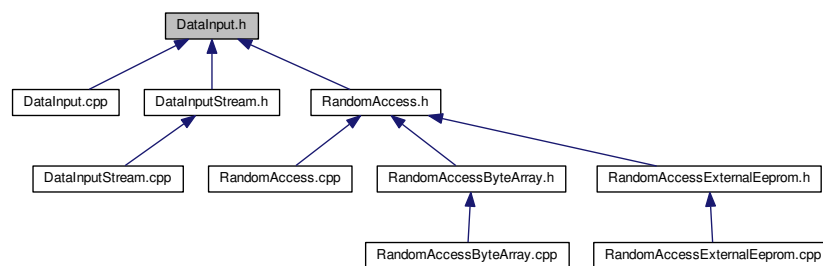 DataInput.h
DataInput.cpp
DataInputStream.h
RandomAccess.h
DataInputStream.cpp
RandomAccess.cpp
RandomAccessByteArray.h
RandomAccessExternalEeprom.h
RandomAccessByteArray.cpp
RandomAccessExternalEeprom.cpp